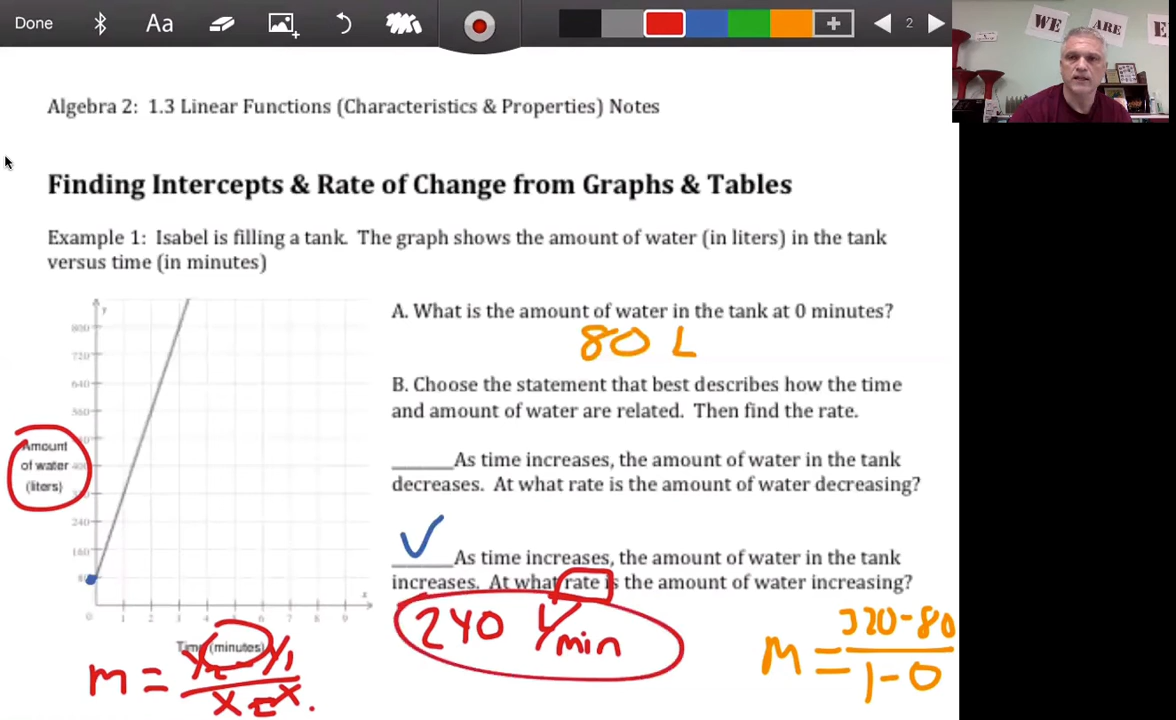 Done Aa 2
WE ARE E
Algebra 2: 1.3 Linear Functions (Characteristics & Properties) Notes
Finding Intercepts & Rate of Change from Graphs & Tables
Example 1: Isabel is filling a tank. The graph shows the amount of water (in liters) in the tank
versus time (in minutes)
A. What is the amount of water in the tank at 0 minutes?
80 L
B. Choose the statement that best describes how the time
and amount of water are related. Then find the rate.
_____As time increases, the amount of water in the tank
decreases. At what rate is the amount of water decreasing?
_____As time increases, the amount of water in the tank
increases. At what rate is the amount of water increasing?
240 L/min
m = 320-80
1-0
y
800
720
640
560
Amount
of water
(liters)
240
160
80
0 1 2 3 4 5 6 7 8 9 x
Time (minutes)
m = y2 - y1
x2 - x1